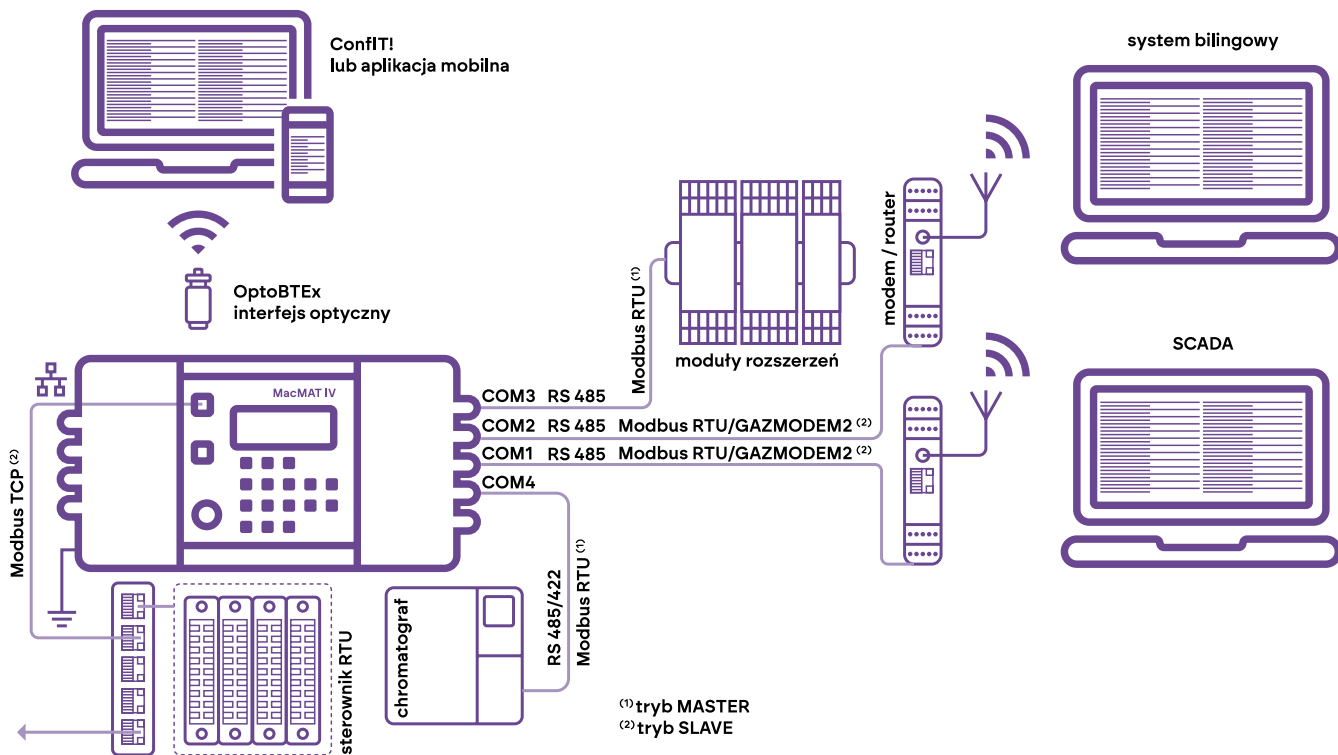 ConfIT!
lub aplikacja mobilna
system bilingowy
OptoBTEx
interfejs optyczny
Modbus RTU (1)
moduły rozszerzeń
modem / router
SCADA
MacMAT IV
COM3 RS 485
COM2 RS 485 Modbus RTU/GAZMODEM2 (2)
COM1 RS 485 Modbus RTU/GAZMODEM2 (2)
COM4
Modbus TCP (2)
sterownik RTU
chromatograf
RS 485/422
Modbus RTU (1)
(1) tryb MASTER
(2) tryb SLAVE